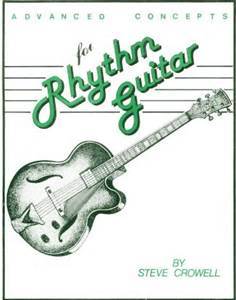 ADVANCED CONCEPTS
for
Rhythm
Guitar
BY
STEVE CROWELL